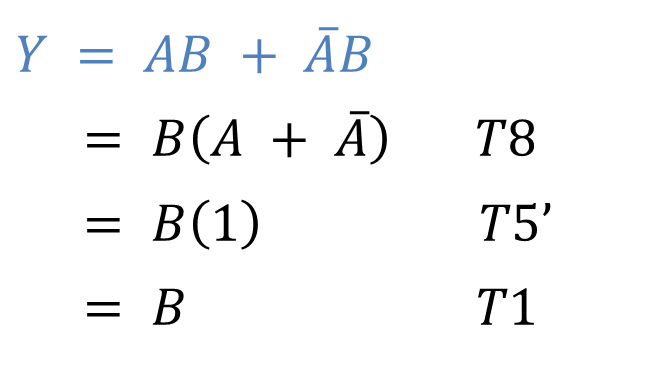 Y = AB + ĀB
= B(A + Ā) T8
= B(1) T5’
= B T1